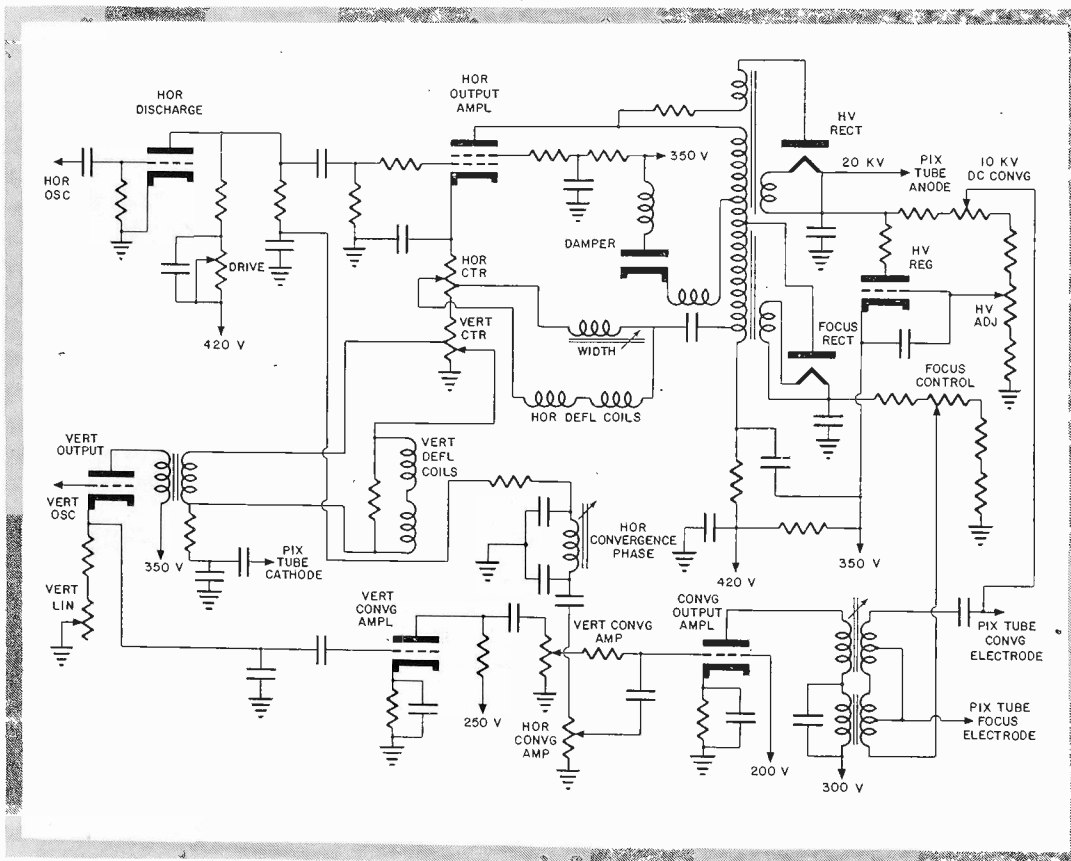 HOR
DISCHARGE
HOR
OUTPUT
AMPL
HV
RECT
HOR
OSC
350 V
20 KV
PIX
TUBE
ANODE
10 KV
DC CONVG
DRIVE
420 V
HOR
CTR
VERT
CTR
DAMPER
WIDTH
HOR DEFL COILS
HV
REG
HV
ADJ
FOCUS
RECT
FOCUS
CONTROL
VERT
OUTPUT
VERT
OSC
VERT
DEFL
COILS
350 V
PIX
TUBE
CATHODE
VERT
LIN
HOR
CONVERGENCE
PHASE
420 V
350 V
VERT
CONVG
AMPL
VERT CONVG
AMP
CONVG
OUTPUT
AMPL
250 V
HOR
CONVG
AMP
200 V
300 V
PIX TUBE
CONVG
ELECTRODE
PIX TUBE
FOCUS
ELECTRODE